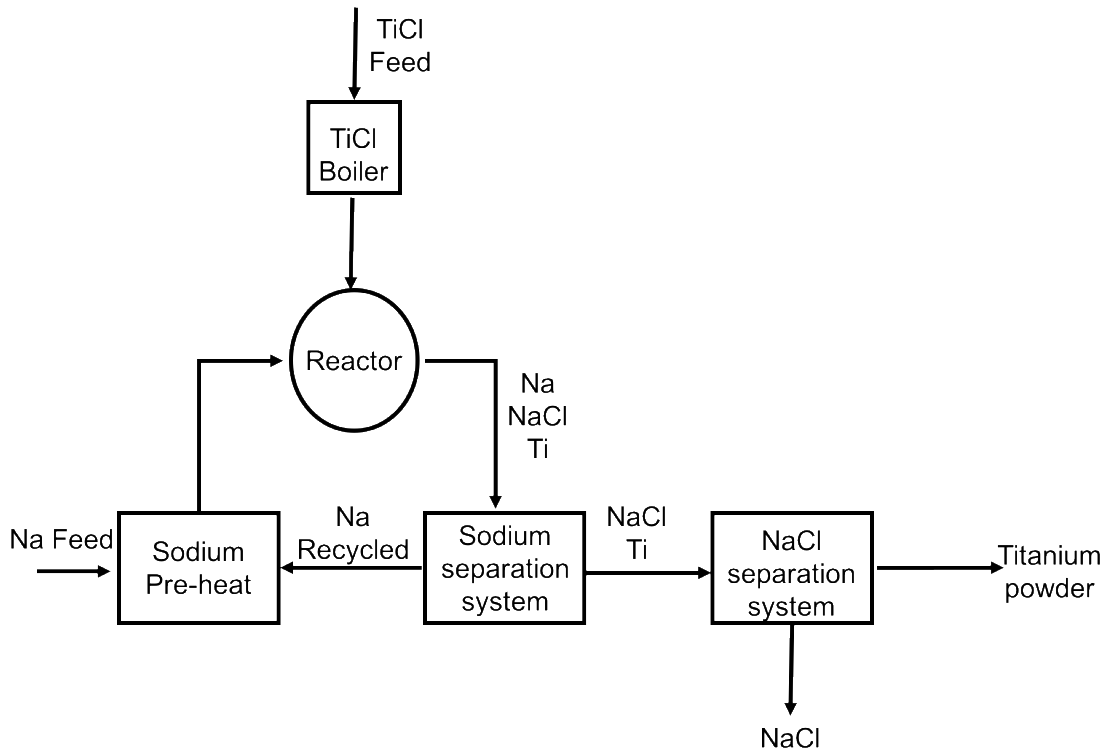 TiCl
Feed
TiCl
Boiler
Reactor
Na
NaCl
Ti
Na Feed
Sodium
Pre-heat
Na
Recycled
Sodium
separation
system
NaCl
Ti
NaCl
separation
system
Titanium
powder
NaCl